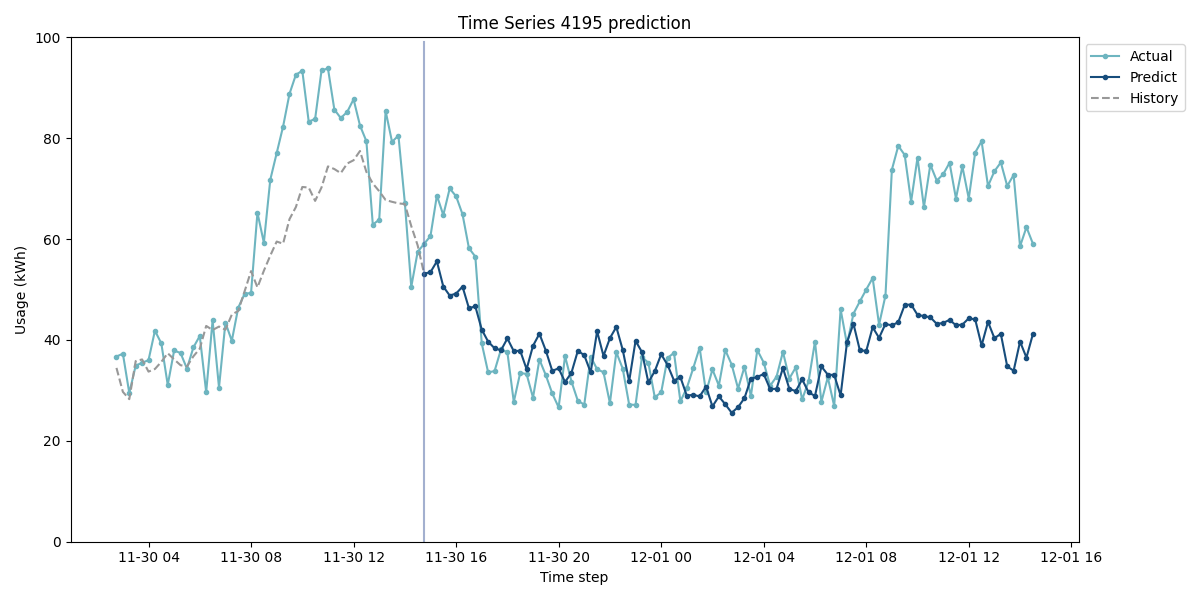 Time Series 4195 prediction
100
80
60
40
20
0
Usage (kWh)
11-30 04
11-30 08
11-30 12
11-30 16
11-30 20
12-01 00
12-01 04
12-01 08
12-01 12
12-01 16
Time step
Actual
Predict
History